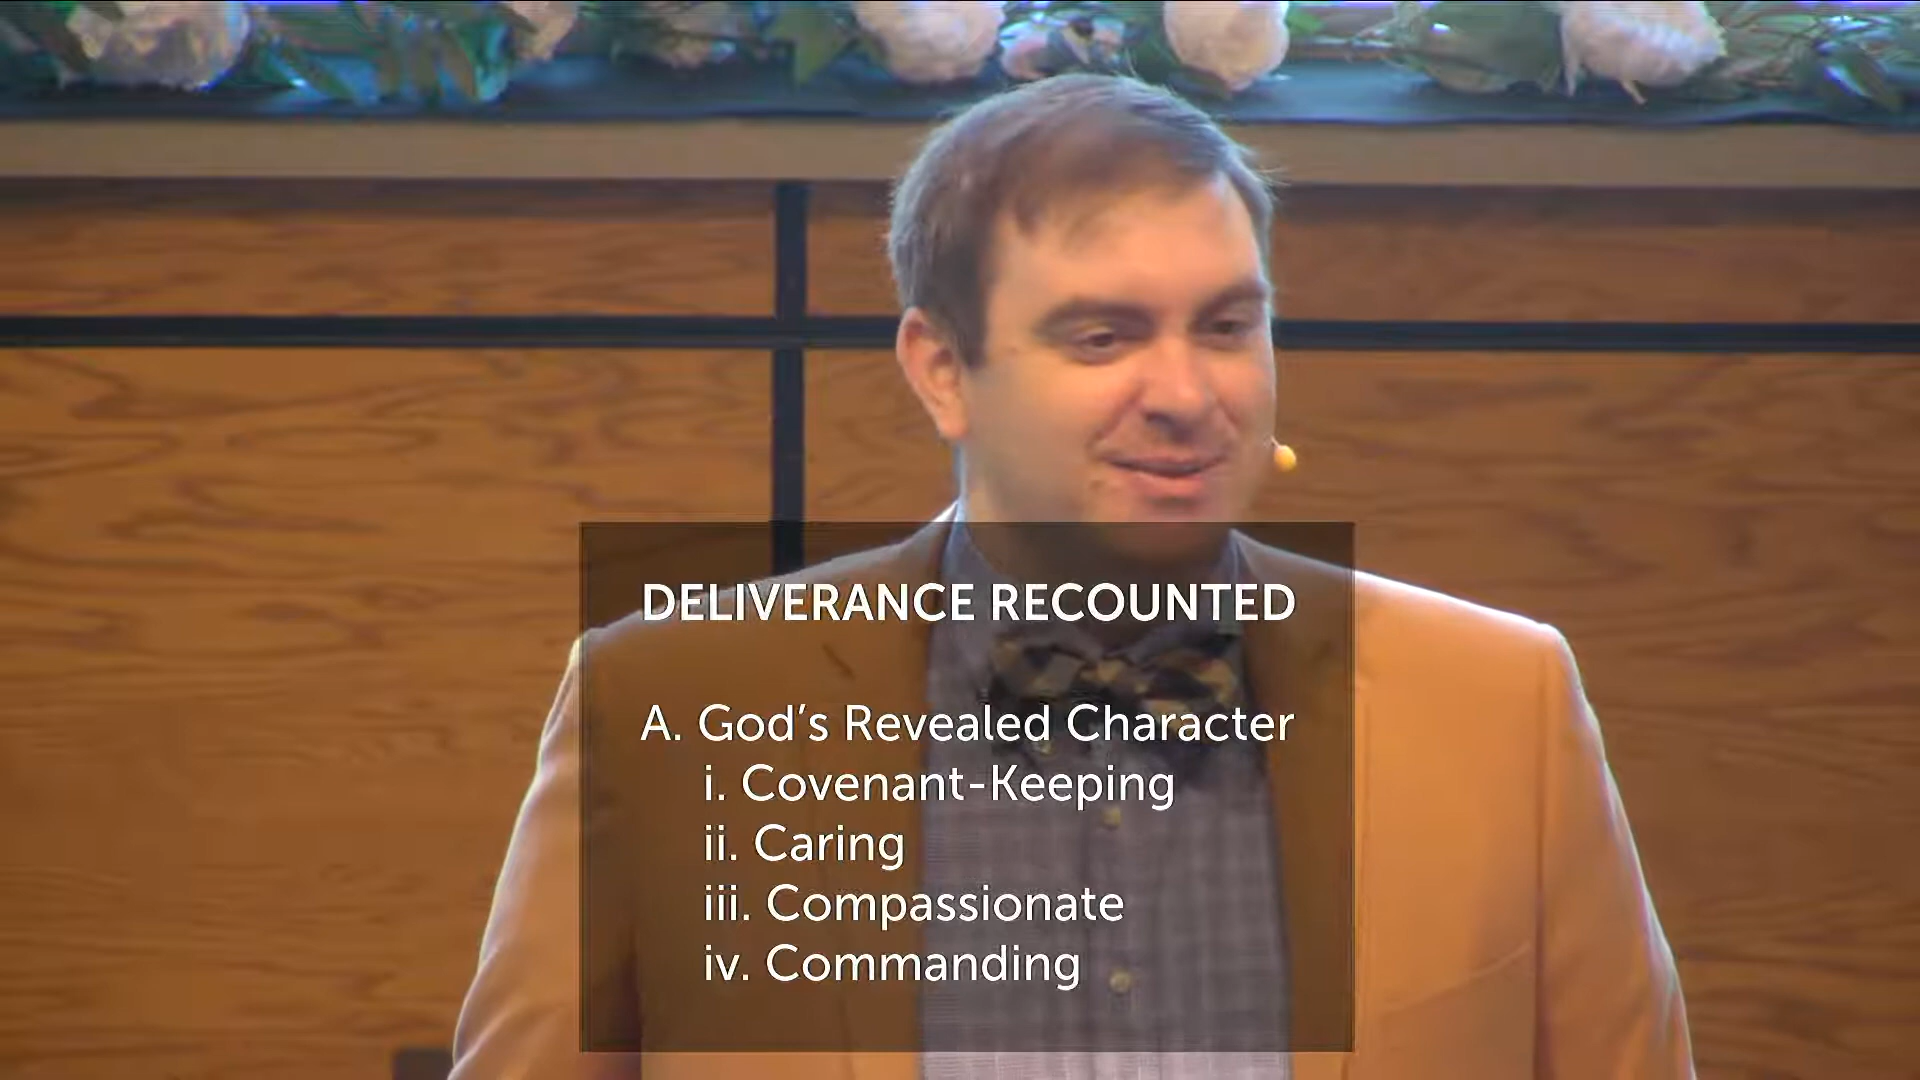 DELIVERANCE RECOUNTED
A. God's Revealed Character
i. Covenant-Keeping
ii. Caring
iii. Compassionate
iv. Commanding